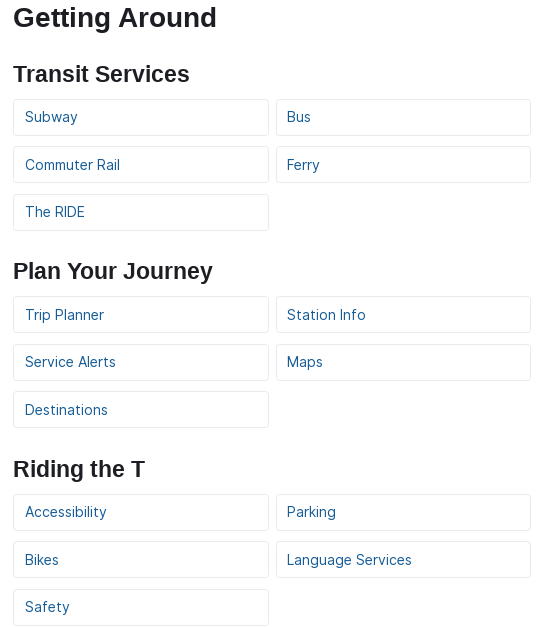 Getting Around
Transit Services
Subway
Bus
Commuter Rail
Ferry
The RIDE
Plan Your Journey
Trip Planner
Station Info
Service Alerts
Maps
Destinations
Riding the T
Accessibility
Parking
Bikes
Language Services
Safety